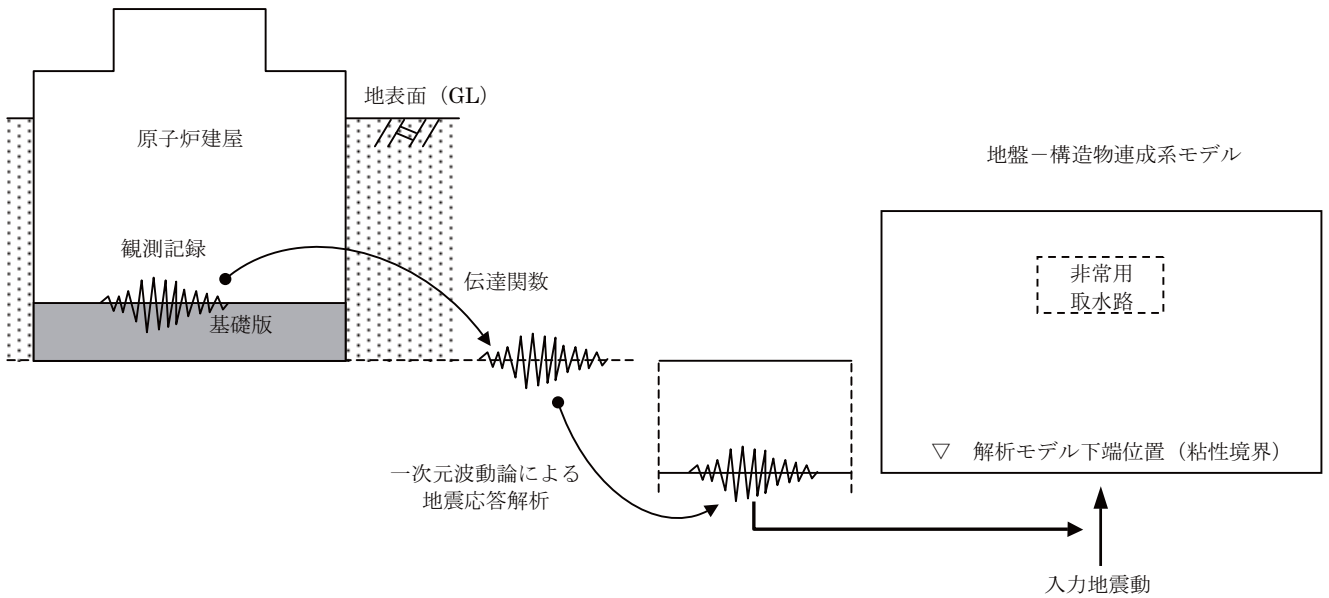 地表面（GL）
原子炉建屋
地盤－構造物連成系モデル
観測記録
伝達関数
基礎版
非常用
取水路
▽ 解析モデル下端位置（粘性境界）
一次元波動論による
地震応答解析
入力地震動